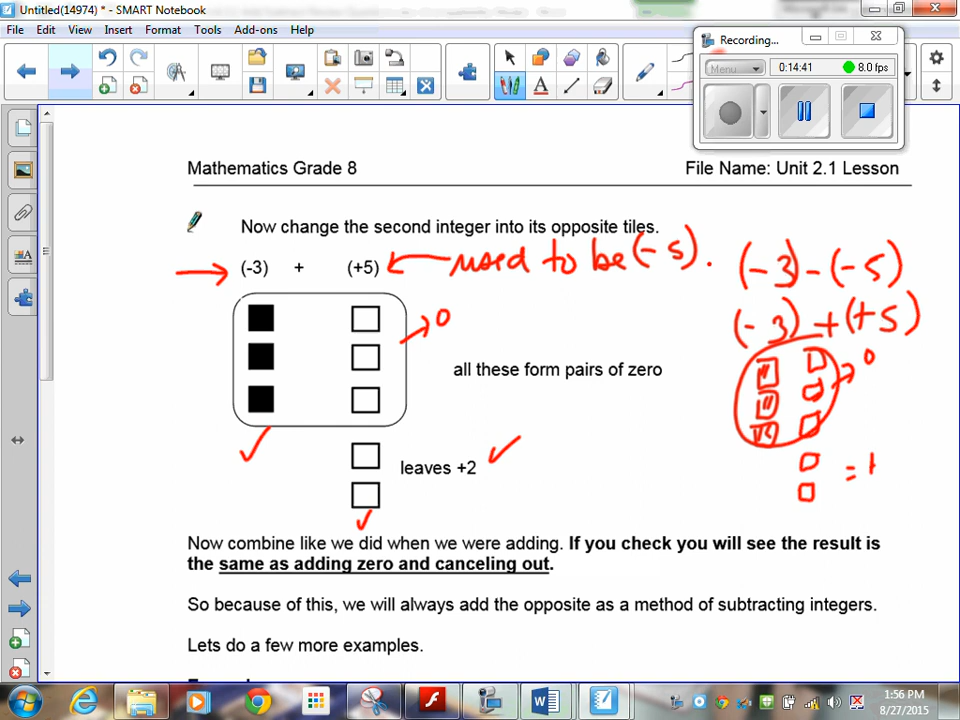 Untitled(14974) * - SMART Notebook
File Edit View Insert Format Tools Add-ons Help
Recording...
Menu 0:14:41 8.0 fps
Mathematics Grade 8 File Name: Unit 2.1 Lesson
Now change the second integer into its opposite tiles.
(-3) + (+5) used to be (-5). (-3)-(-5)
(-3)+(+5)
0
0
all these form pairs of zero
leaves +2
= +
Now combine like we did when we were adding. If you check you will see the result is
the same as adding zero and canceling out.
So because of this, we will always add the opposite as a method of subtracting integers.
Lets do a few more examples.
1:56 PM
8/27/2015